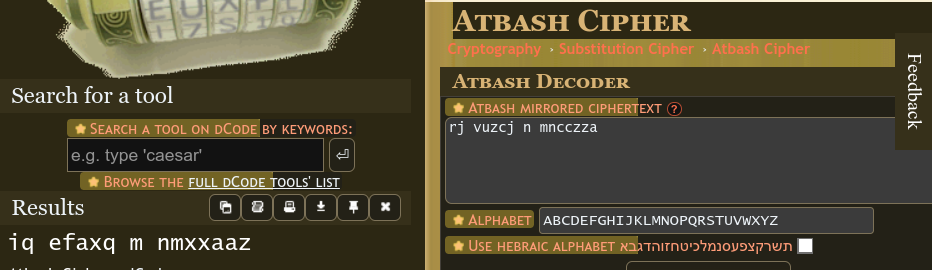 Search for a tool
Search a tool on dCode by keywords:
e.g. type 'caesar'
Browse the full dCode tools' list
Results
iq efaxq m nmxxaaz
Atbash Cipher
Cryptography › Substitution Cipher › Atbash Cipher
Atbash Decoder
Atbash mirrored ciphertext ?
rj vuzcj n mncczza
Alphabet ABCDEFGHIJKLMNOPQRSTUVWXYZ
Use hebraic alphabet תשרקצפעסנמלכיטחזוהדגבא
Feedback